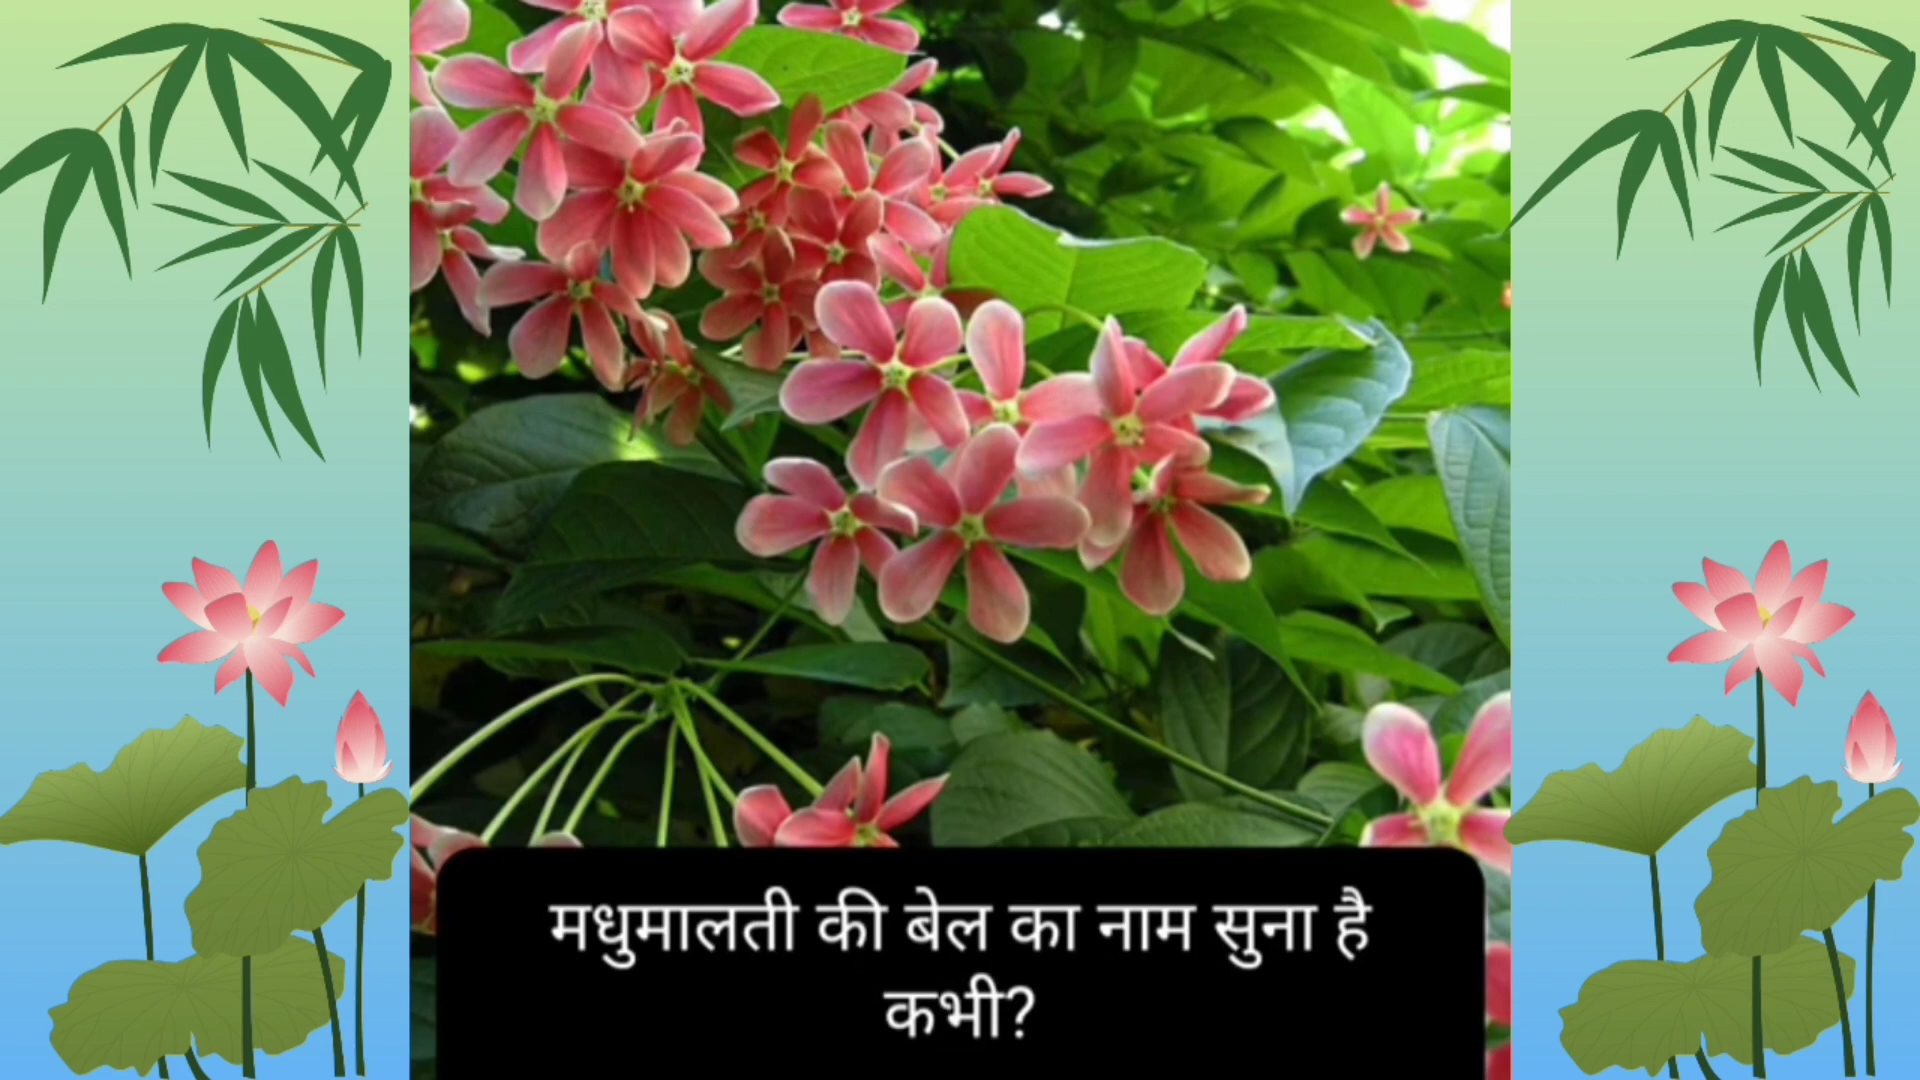 मधुमालती की बेल का नाम सुना है
कभी?